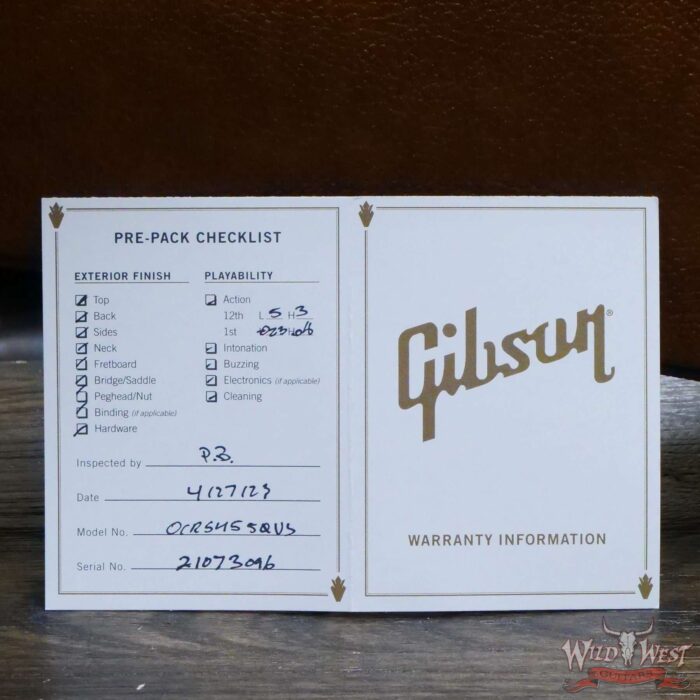 PRE-PACK CHECKLIST
EXTERIOR FINISH
Top
Back
Sides
Neck
Fretboard
Bridge/Saddle
Peghead/Nut
Binding (if applicable)
Hardware
PLAYABILITY
Action
12th L 5 H 3
1st
Intonation
Buzzing
Electronics (if applicable)
Cleaning
Inspected by P.B.
Date 4/27/23
Model No.
Serial No. 21073096
Gibson®
WARRANTY INFORMATION
WILD WEST
GUITARS